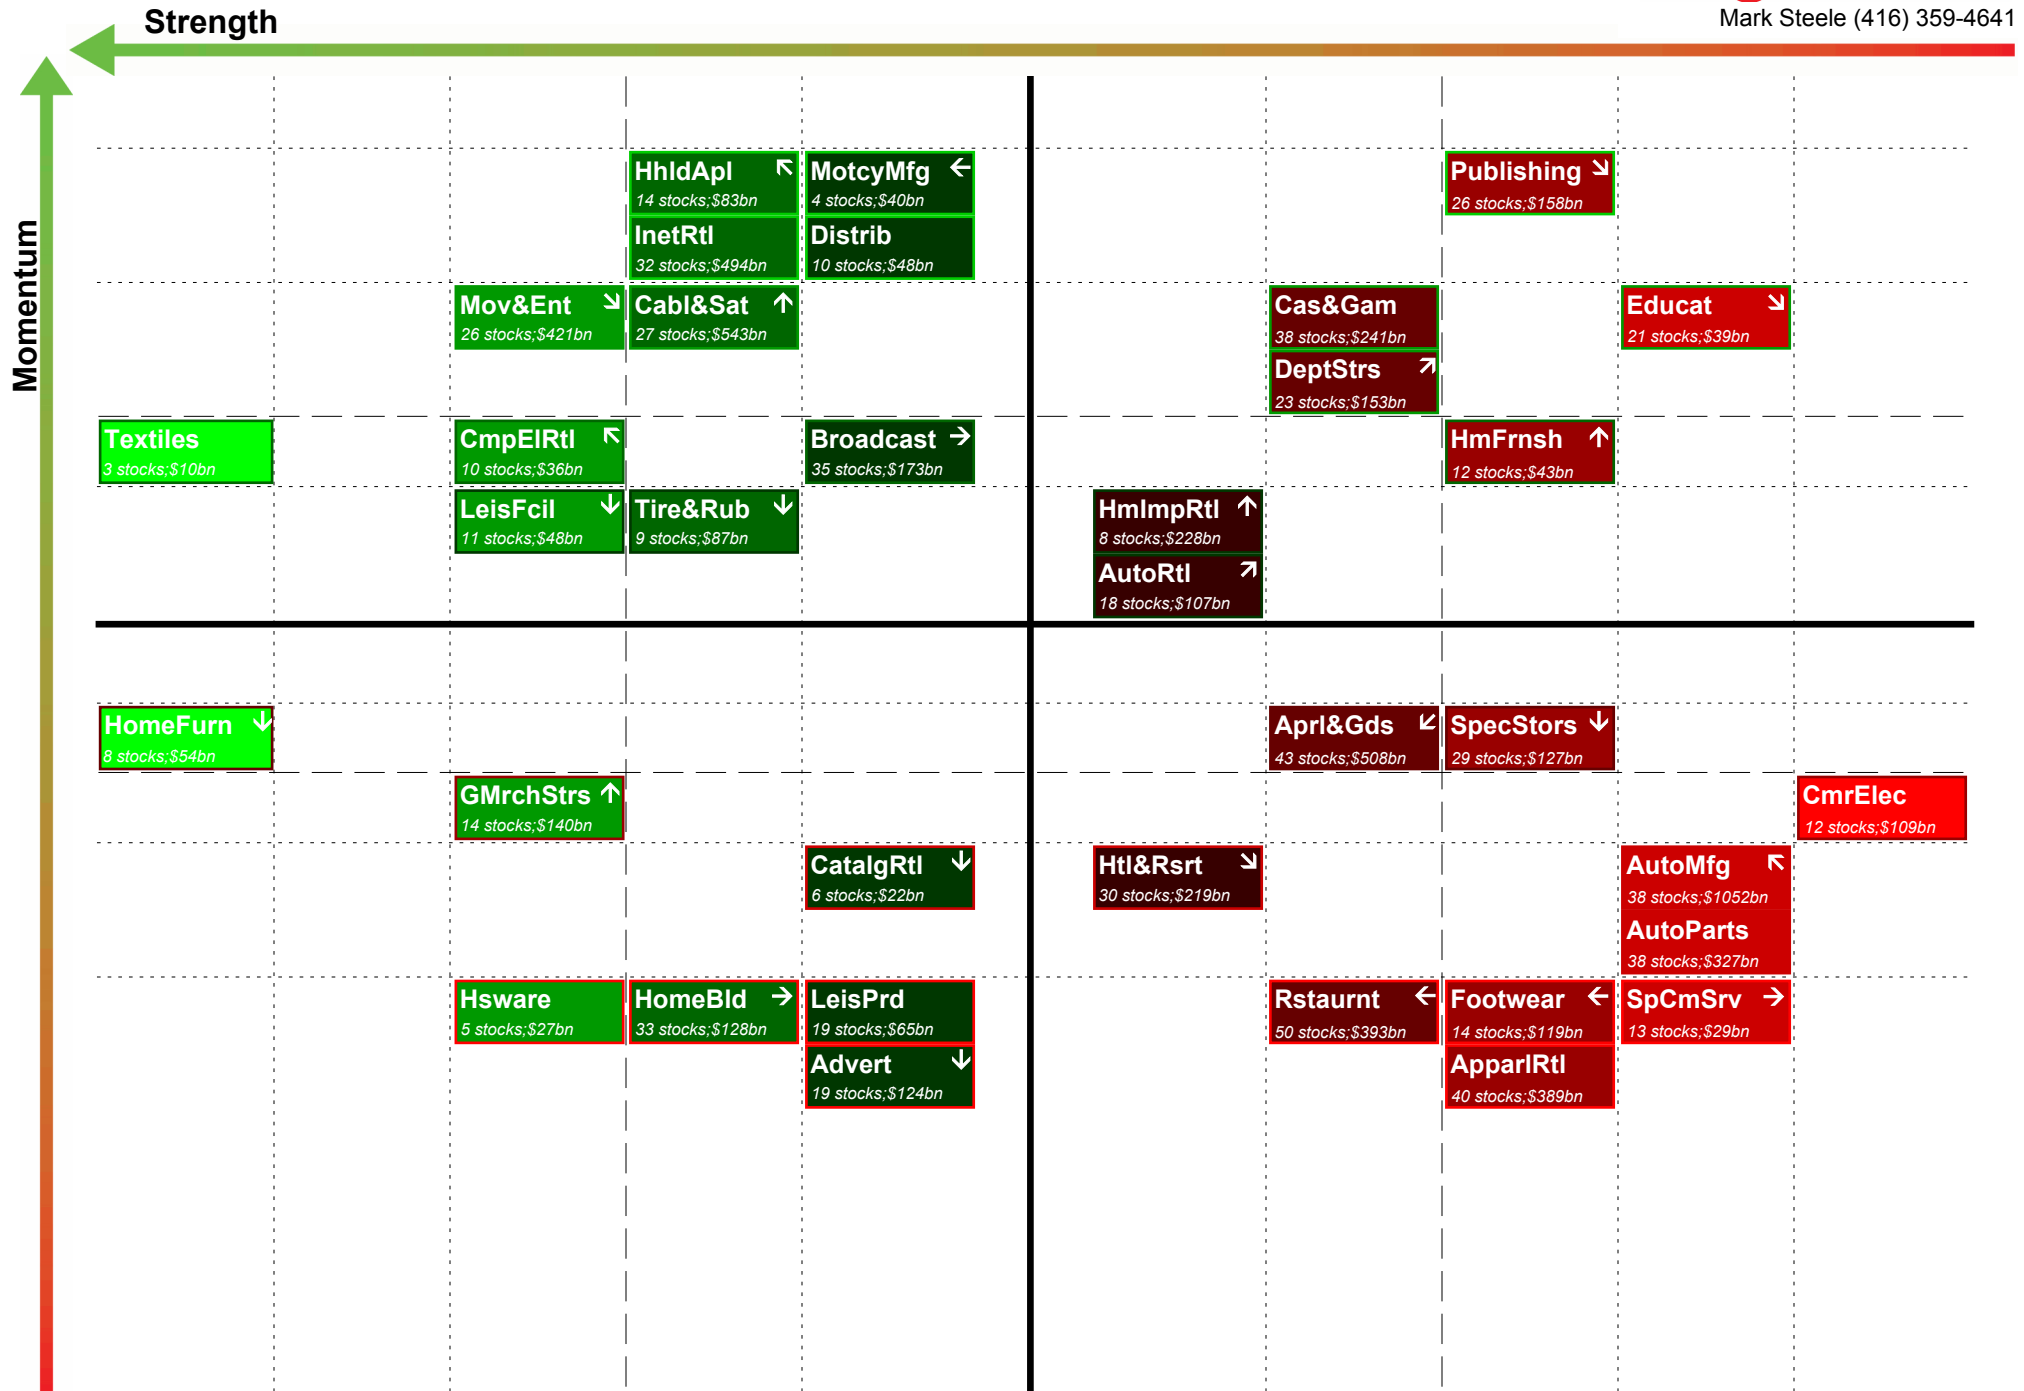 Strength
Mark Steele (416) 359-4641
Momentum
HhldApl
14 stocks;$83bn
MotcyMfg
4 stocks;$40bn
Publishing
26 stocks;$158bn
InetRtl
32 stocks;$494bn
Distrib
10 stocks;$48bn
Mov&Ent
26 stocks;$421bn
Cabl&Sat
27 stocks;$543bn
Cas&Gam
38 stocks;$241bn
Educat
21 stocks;$39bn
DeptStrs
23 stocks;$153bn
Textiles
3 stocks;$10bn
CmpElRtl
10 stocks;$36bn
Broadcast
35 stocks;$173bn
HmFrnsh
12 stocks;$43bn
LeisFcil
11 stocks;$48bn
Tire&Rub
9 stocks;$87bn
HmImpRtl
8 stocks;$228bn
AutoRtl
18 stocks;$107bn
HomeFurn
8 stocks;$54bn
Aprl&Gds
43 stocks;$508bn
SpecStors
29 stocks;$127bn
GMrchStrs
14 stocks;$140bn
CmrElec
12 stocks;$109bn
CatalgRtl
6 stocks;$22bn
Htl&Rsrt
30 stocks;$219bn
AutoMfg
38 stocks;$1052bn
AutoParts
38 stocks;$327bn
Hsware
5 stocks;$27bn
HomeBld
33 stocks;$128bn
LeisPrd
19 stocks;$65bn
Rstaurnt
50 stocks;$393bn
Footwear
14 stocks;$119bn
SpCmSrv
13 stocks;$29bn
Advert
19 stocks;$124bn
ApparlRtl
40 stocks;$389bn